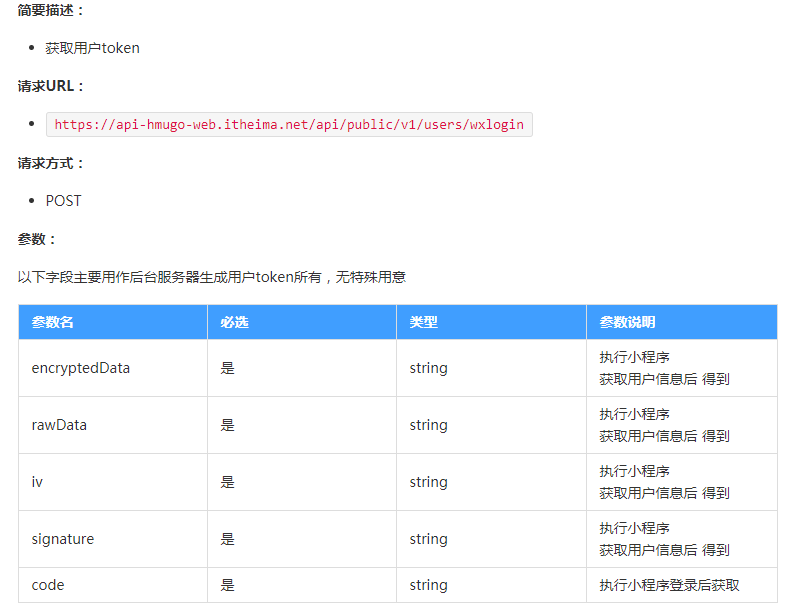 简要描述：
获取用户token
请求URL：
https://api-hmugo-web.itheima.net/api/public/v1/users/wxlogin
请求方式：
POST
参数：
以下字段主要用作后台服务器生成用户token所有，无特殊用意
参数名 必选 类型 参数说明
encryptedData 是 string 执行小程序
获取用户信息后 得到
rawData 是 string 执行小程序
获取用户信息后 得到
iv 是 string 执行小程序
获取用户信息后 得到
signature 是 string 执行小程序
获取用户信息后 得到
code 是 string 执行小程序登录后获取